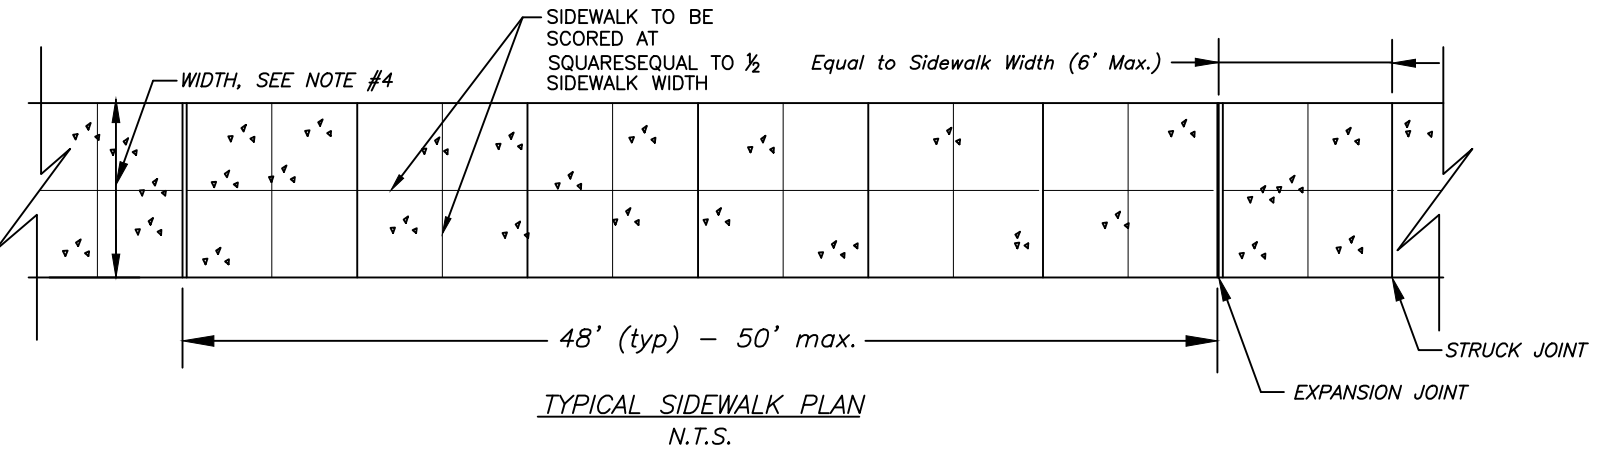 SIDEWALK TO BE
SCORED AT
SQUARESEQUAL TO ½
SIDEWALK WIDTH
Equal to Sidewalk Width (6' Max.)
WIDTH, SEE NOTE #4
48' (typ) - 50' max.
STRUCK JOINT
EXPANSION JOINT
TYPICAL SIDEWALK PLAN
N.T.S.